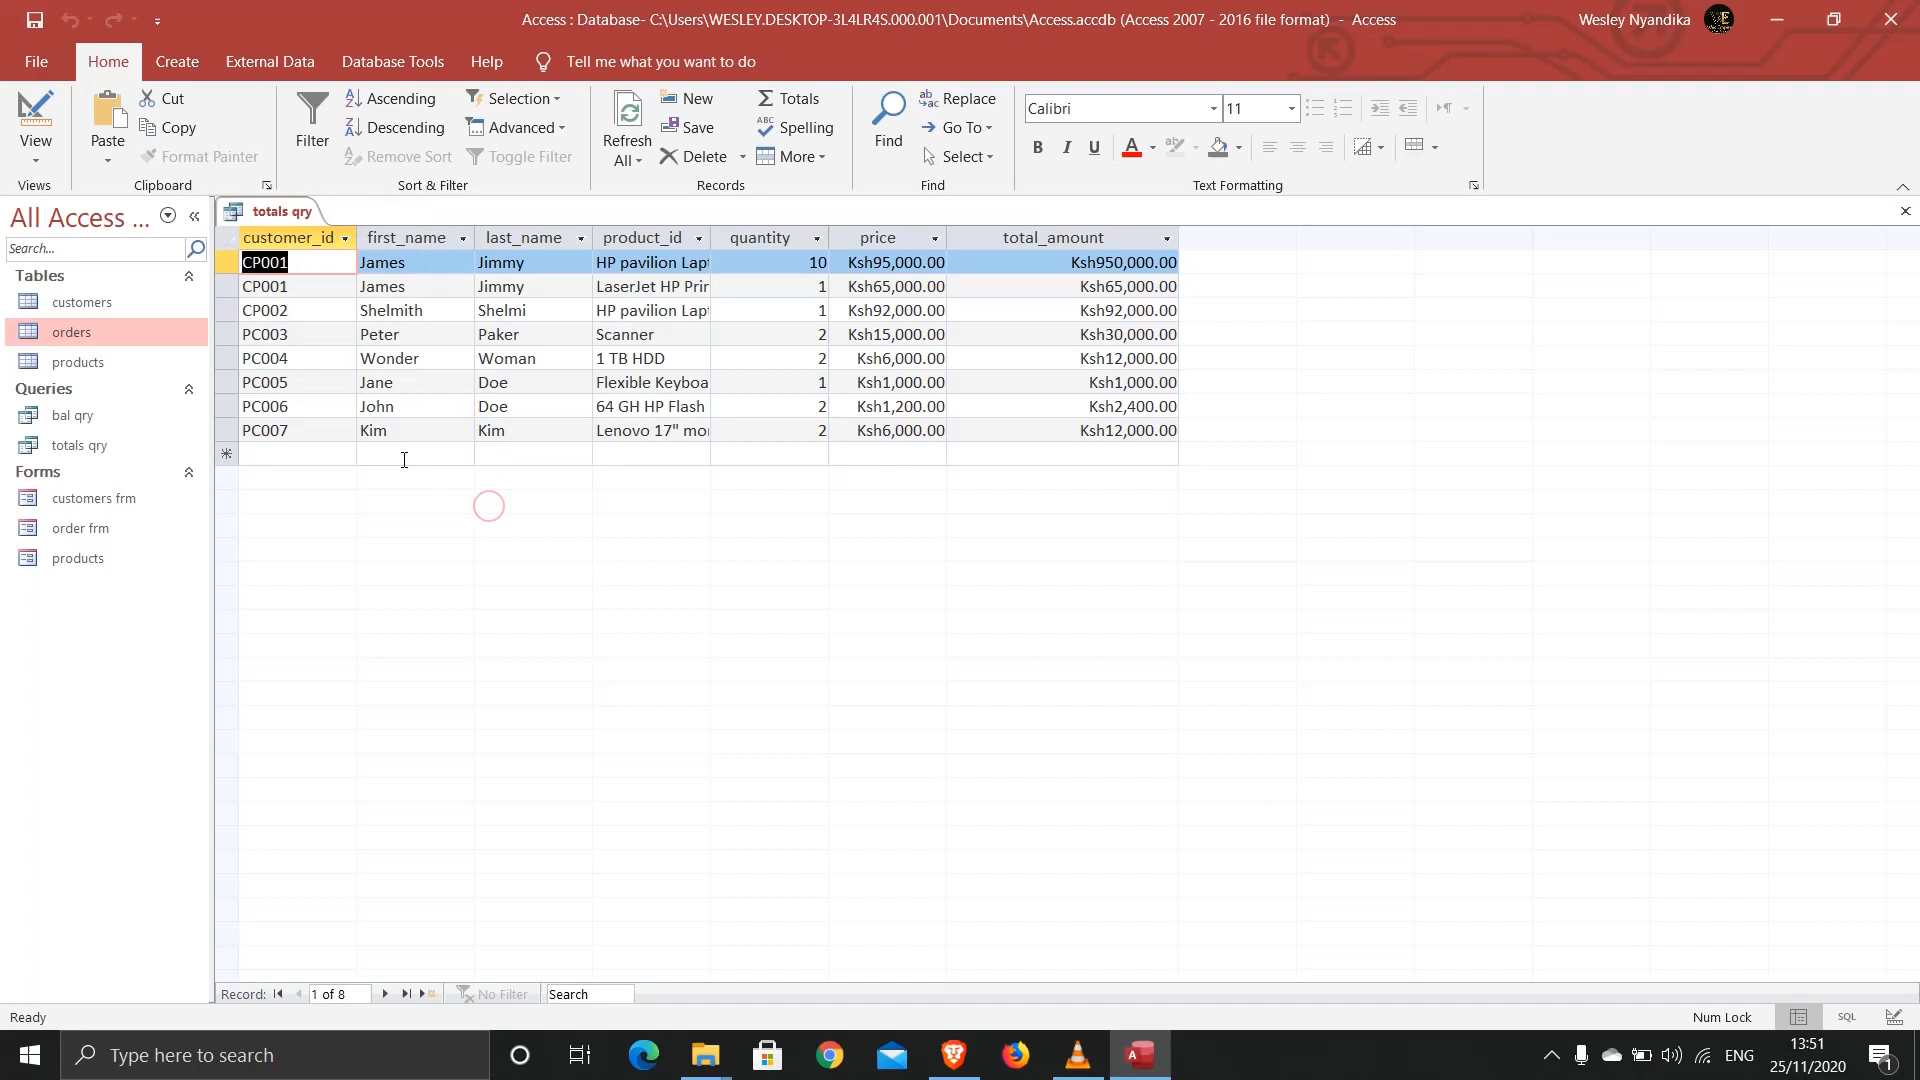 Access : Database- C:\Users\WESLEY.DESKTOP-3L4LR4S.000.001\Documents\Access.accdb (Access 2007 - 2016 file format) - Access
Wesley Nyandika
File Home Create External Data Database Tools Help Tell me what you want to do
View
Views
Paste
Cut
Copy
Format Painter
Clipboard
Filter
Ascending
Descending
Remove Sort
Selection
Advanced
Toggle Filter
Sort & Filter
Refresh
All
New
Save
Delete
Totals
Spelling
More
Records
Find
Replace
Go To
Select
Find
Calibri 11
B I U A
Text Formatting
All Access ...
Search...
Tables
customers
orders
products
Queries
bal qry
totals qry
Forms
customers frm
order frm
products
totals qry
customer_id first_name last_name product_id quantity price total_amount
CP001 James Jimmy HP pavilion Lap 10 Ksh95,000.00 Ksh950,000.00
CP001 James Jimmy LaserJet HP Prin 1 Ksh65,000.00 Ksh65,000.00
CP002 Shelmith Shelmi HP pavilion Lap 1 Ksh92,000.00 Ksh92,000.00
PC003 Peter Paker Scanner 2 Ksh15,000.00 Ksh30,000.00
PC004 Wonder Woman 1 TB HDD 2 Ksh6,000.00 Ksh12,000.00
PC005 Jane Doe Flexible Keyboa 1 Ksh1,000.00 Ksh1,000.00
PC006 John Doe 64 GH HP Flash 2 Ksh1,200.00 Ksh2,400.00
PC007 Kim Kim Lenovo 17" mo 2 Ksh6,000.00 Ksh12,000.00
Record: 1 of 8 No Filter Search
Ready
Num Lock
SQL
Type here to search
ENG
13:51
25/11/2020
1